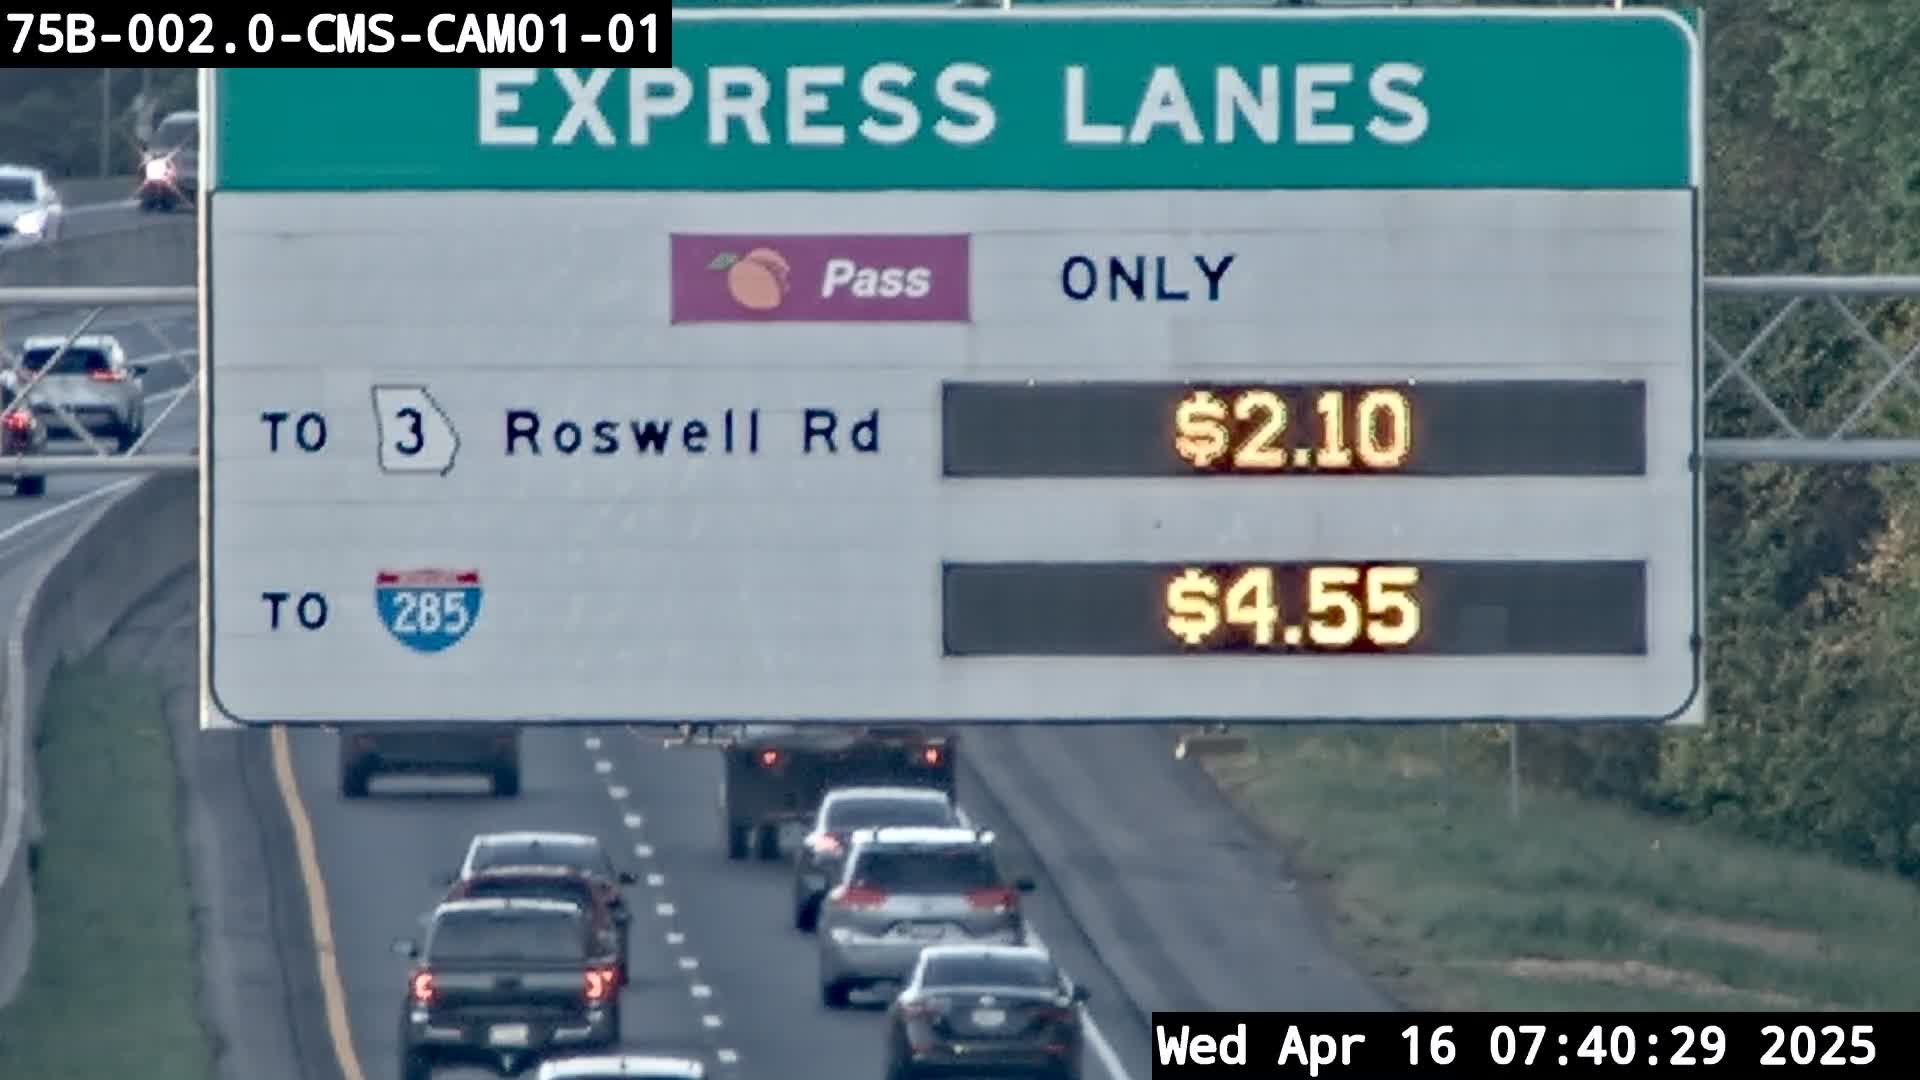 75B-002.0-CMS-CAM01-01
EXPRESS LANES
Pass ONLY
TO 3 Roswell Rd $2.10
TO 285 $4.55
Wed Apr 16 07:40:29 2025